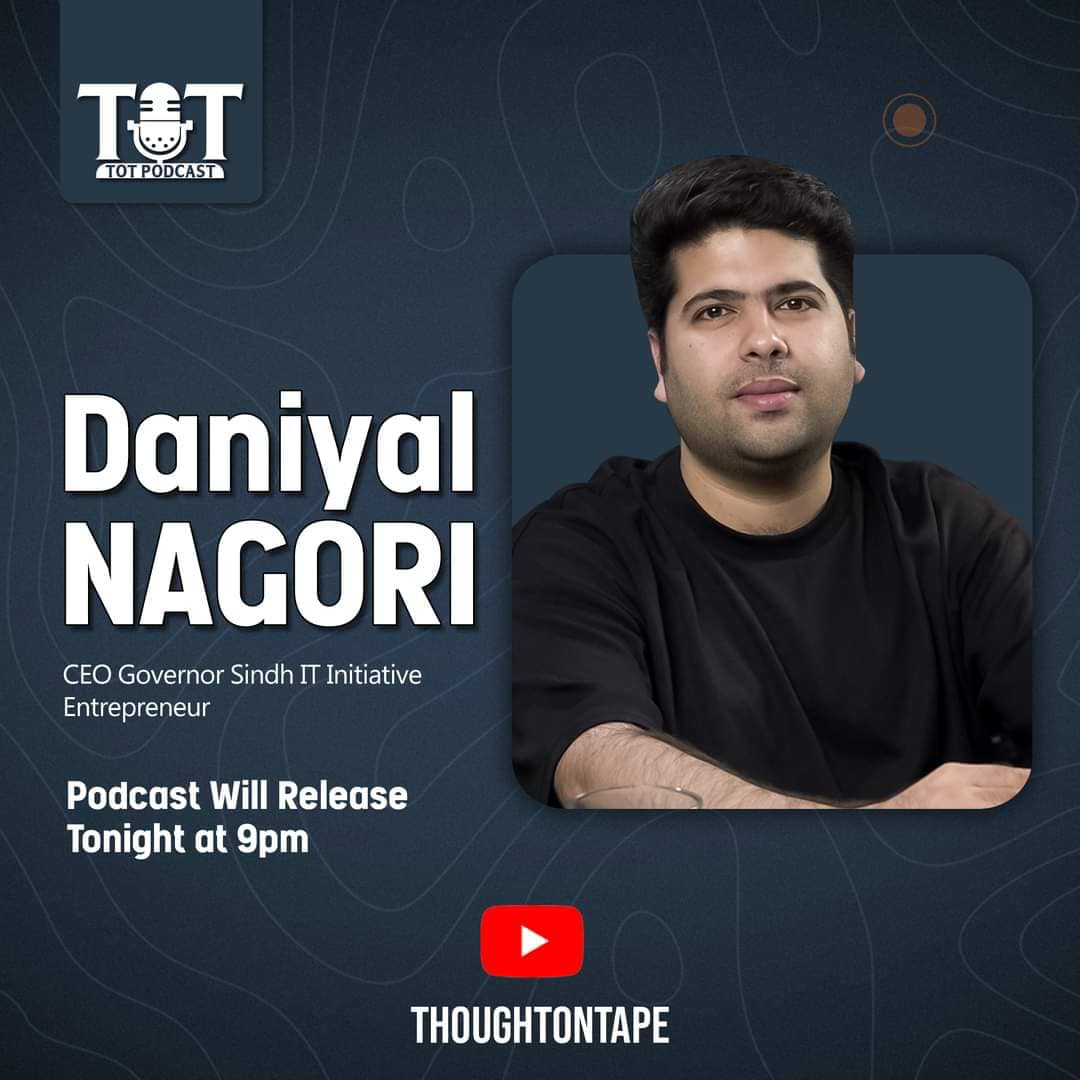 TOT
TOT PODCAST
Daniyal
NAGORI
CEO Governor Sindh IT Initiative
Entrepreneur
Podcast Will Release
Tonight at 9pm
THOUGHTONTAPE